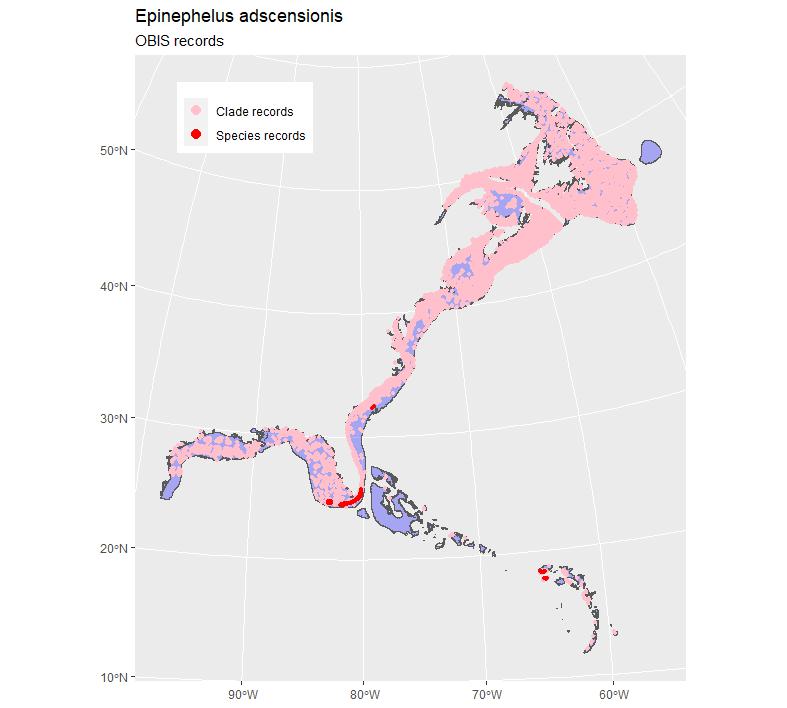 Epinephelus adscensionis
OBIS records
Clade records
Species records
50°N
40°N
30°N
20°N
10°N
90°W
80°W
70°W
60°W